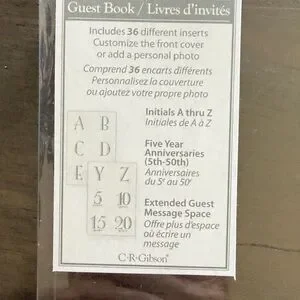 Guest Book / Livres d'invités
Includes 36 different inserts
Customize the front cover
or add a personal photo
Comprend 36 encarts différents
Personnalisez la couverture
ou ajoutez votre propre photo
A B
C D
E Y Z
5 10
15 20
Initials A thru Z
Initiales de A à Z
Five Year
Anniversaries
(5th-50th)
Anniversaires
du 5e au 50e
Extended Guest
Message Space
Offre plus d'espace
où écrire un
message
C·R·Gibson®